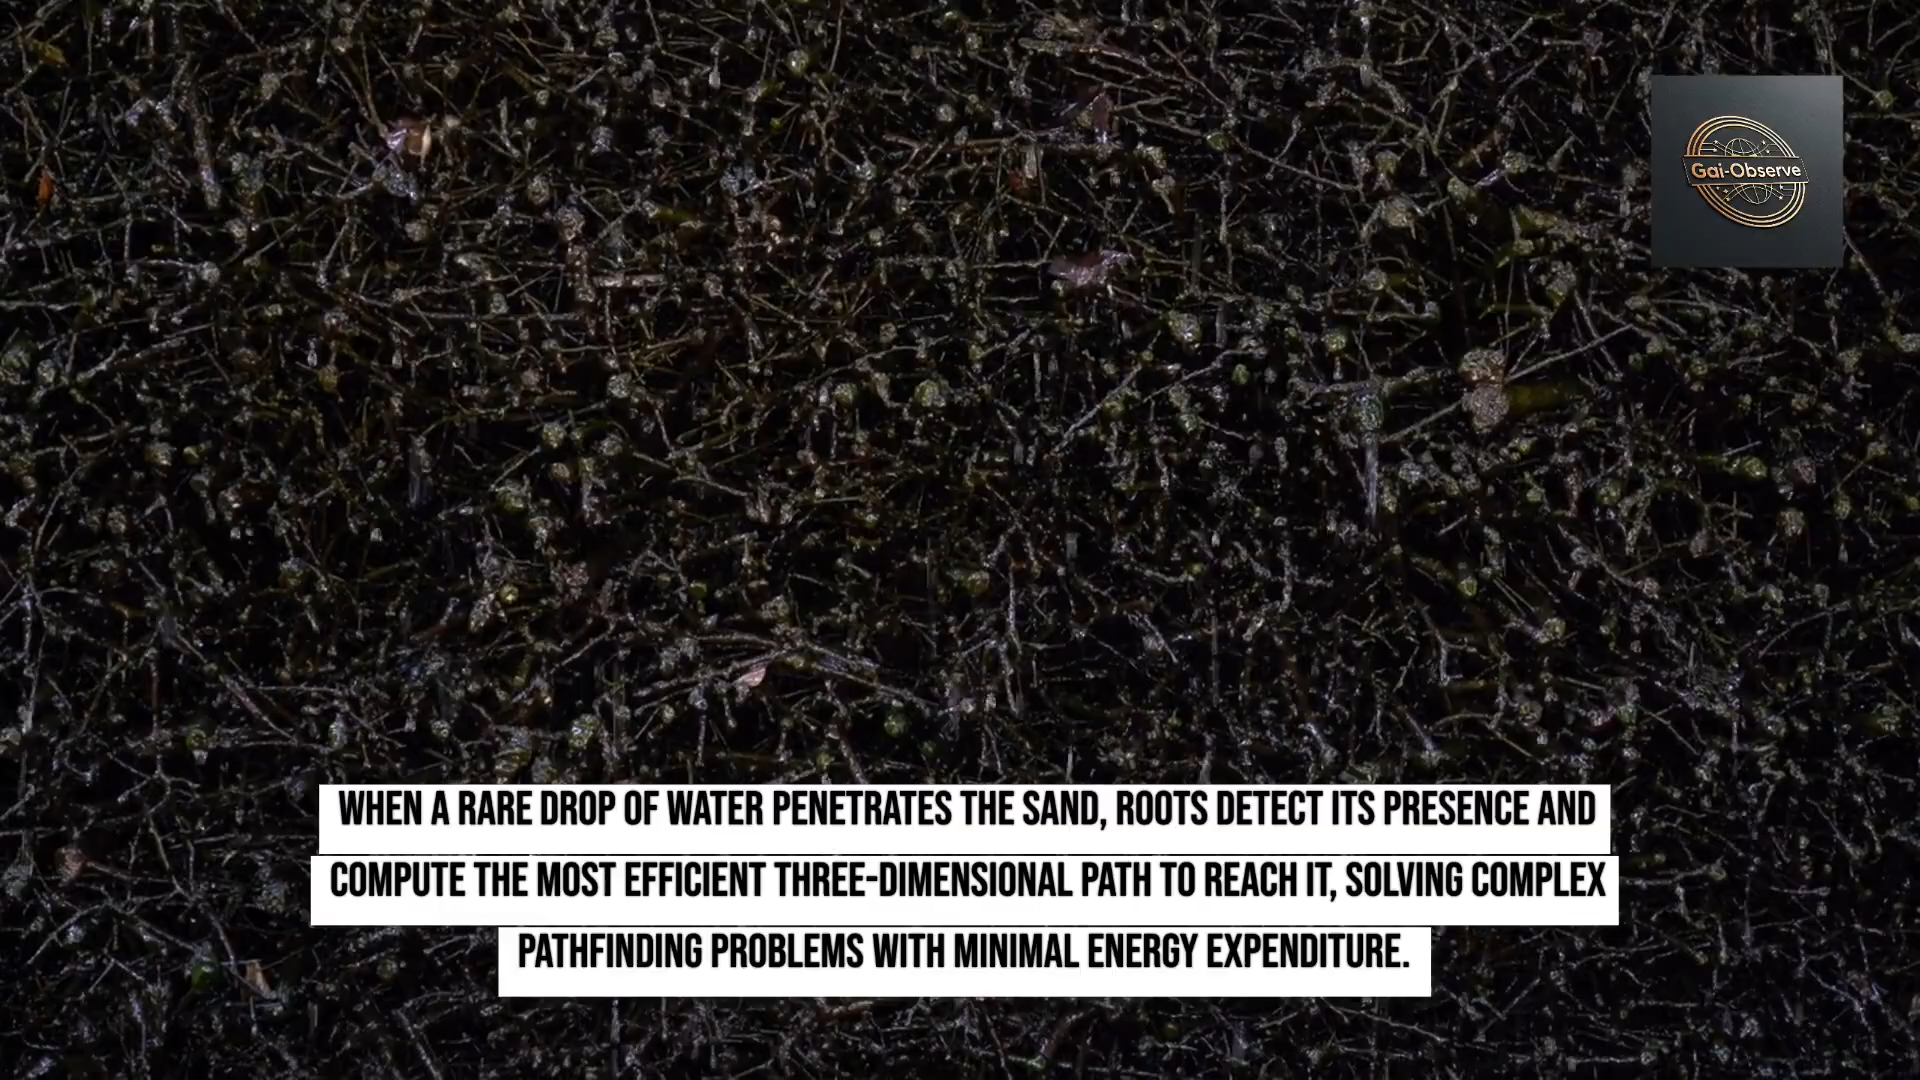 Gai-Observe
WHEN A RARE DROP OF WATER PENETRATES THE SAND, ROOTS DETECT ITS PRESENCE AND
COMPUTE THE MOST EFFICIENT THREE-DIMENSIONAL PATH TO REACH IT, SOLVING COMPLEX
PATHFINDING PROBLEMS WITH MINIMAL ENERGY EXPENDITURE.